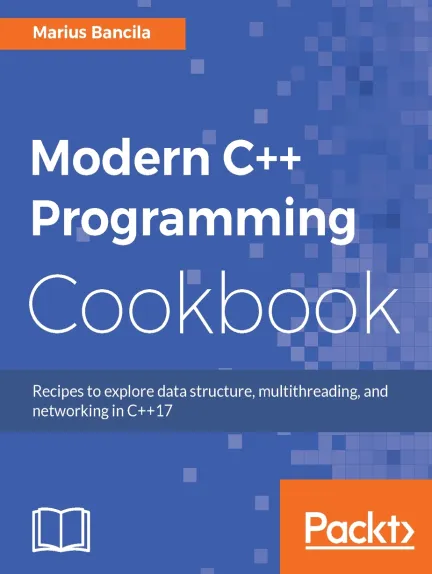 Marius Bancila
Modern C++
Programming
Cookbook
Recipes to explore data structure, multithreading, and
networking in C++17
Packt>